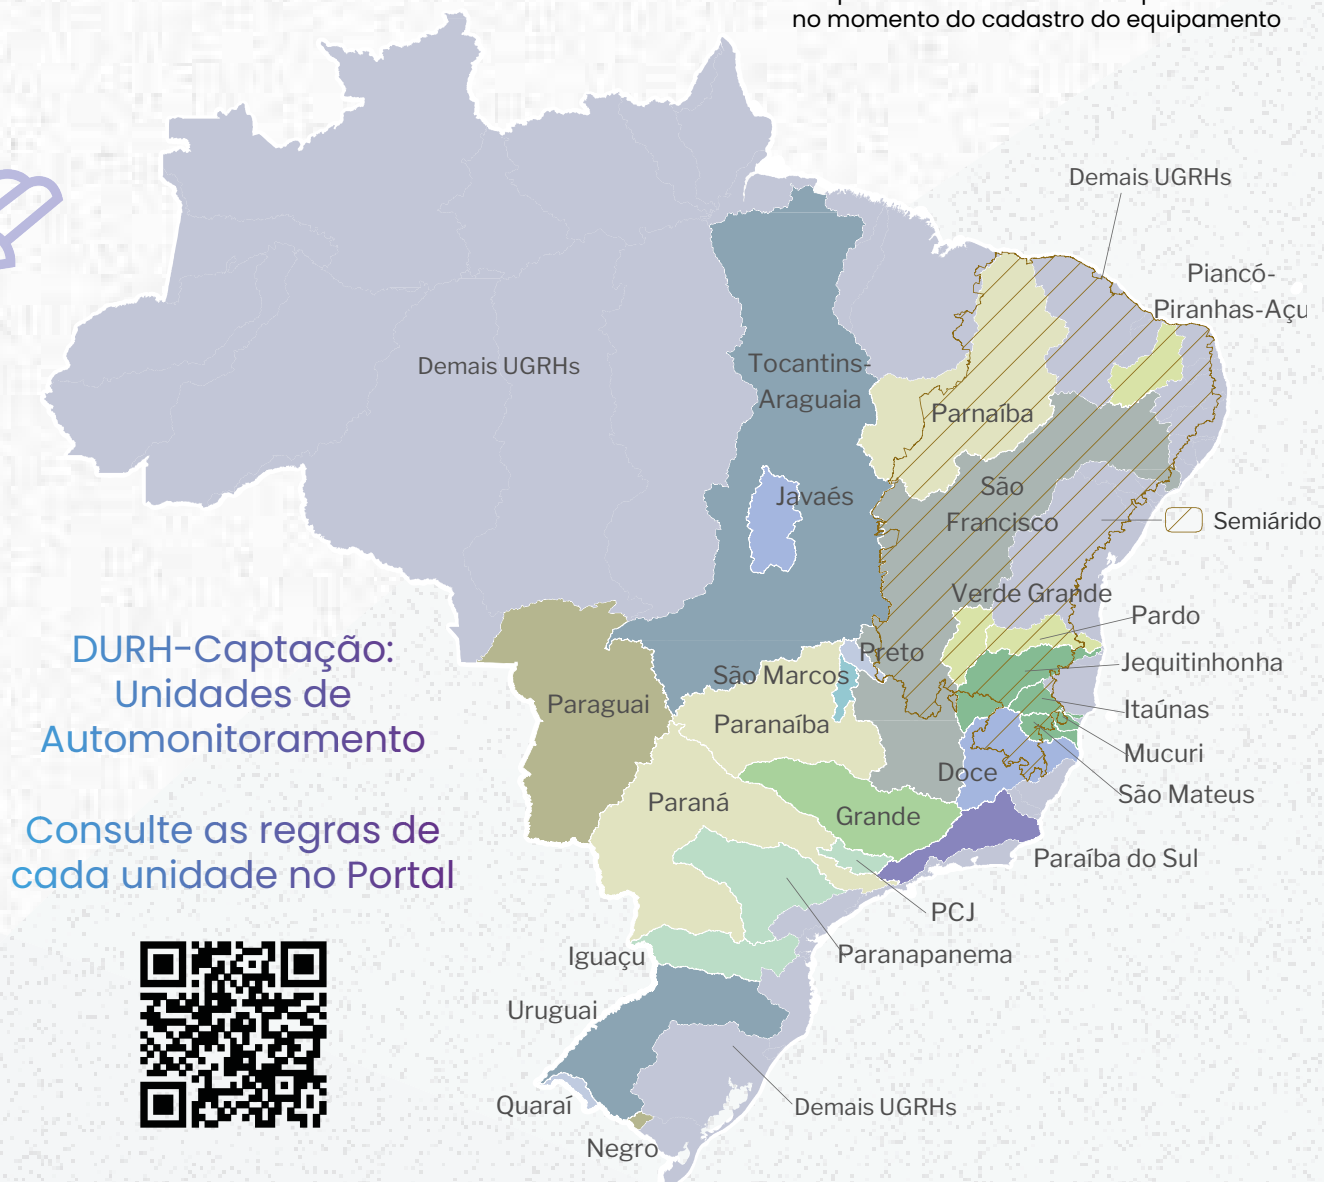 no momento do cadastro do equipamento
Demais UGRHs
Piancó-
Piranhas-Açu
Demais UGRHs
Tocantins-
Araguaia
Parnaíba
Javaés
São
Francisco
Semiárido
Verde Grande
Pardo
Preto
Jequitinhonha
São Marcos
Paraguai
Itaúnas
Paranaíba
Mucuri
Doce
São Mateus
Paraná
Grande
Paraíba do Sul
PCJ
Paranapanema
Iguaçu
Uruguai
Quaraí
Demais UGRHs
Negro
DURH-Captação:
Unidades de
Automonitoramento
Consulte as regras de
cada unidade no Portal